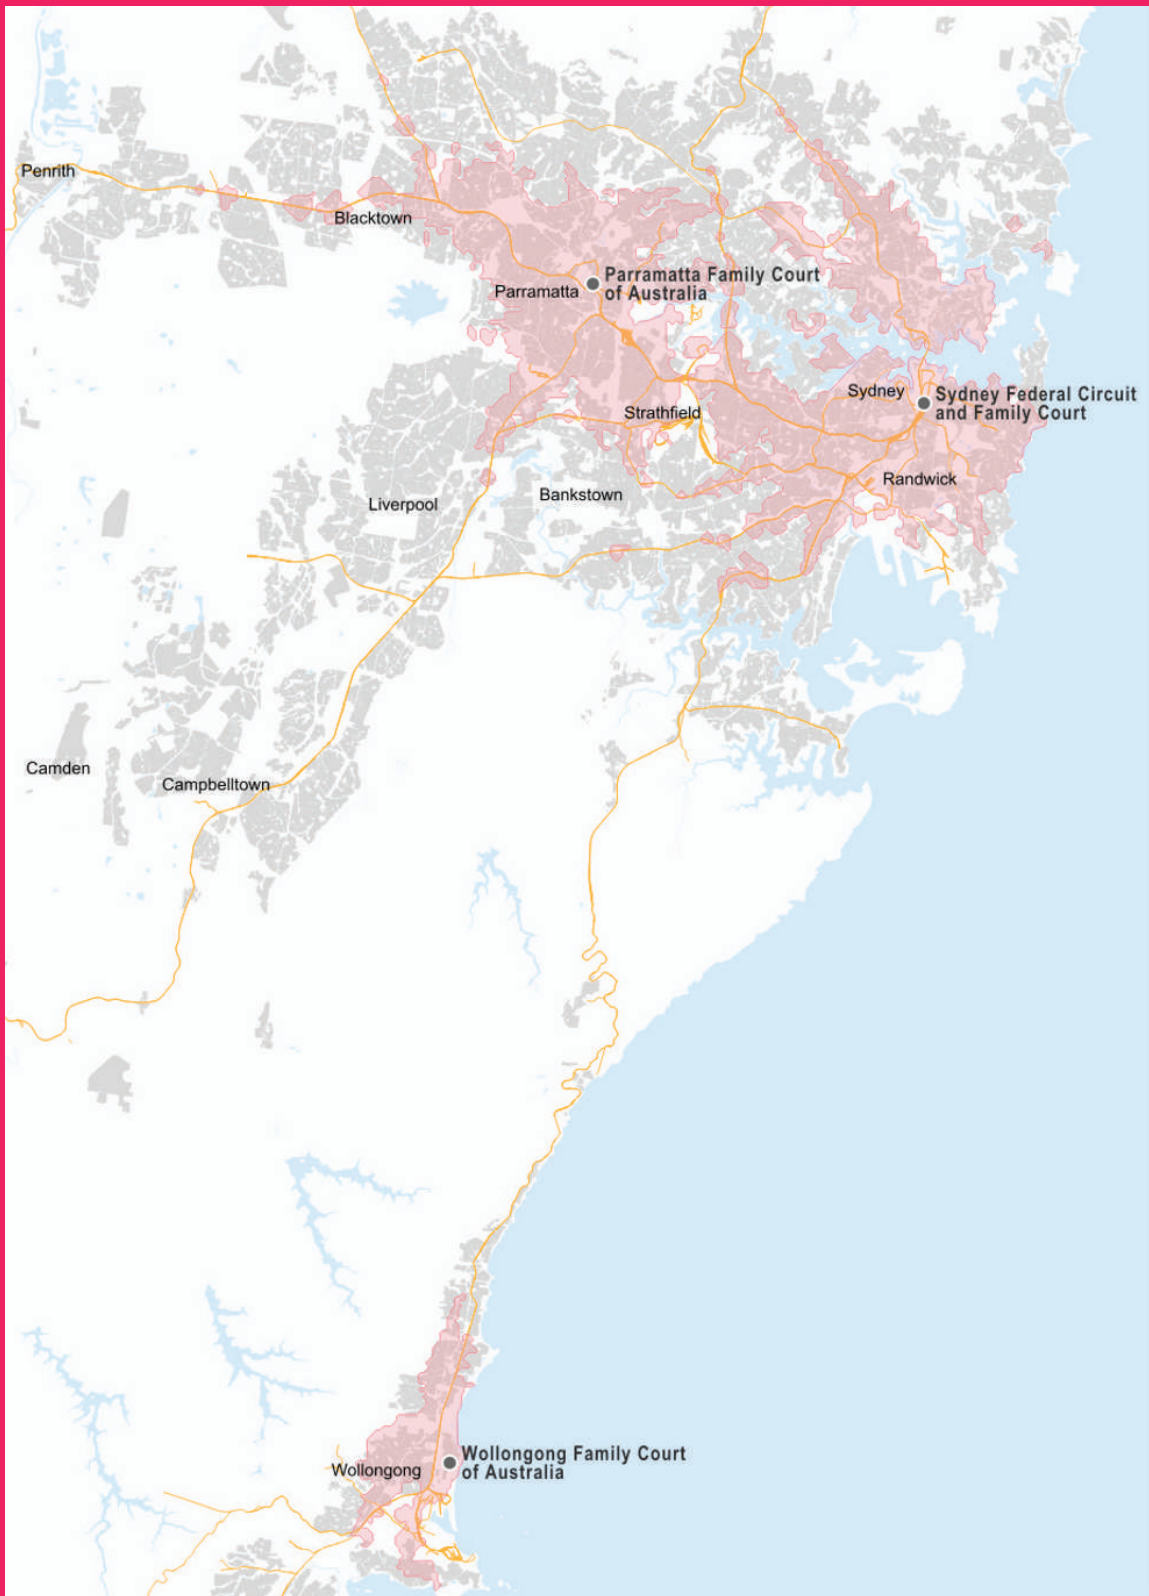 Penrith
Blacktown
Parramatta Family Court
of Australia
Parramatta
Sydney
Sydney Federal Circuit
and Family Court
Strathfield
Randwick
Bankstown
Liverpool
Camden
Campbelltown
Wollongong Family Court
of Australia
Wollongong